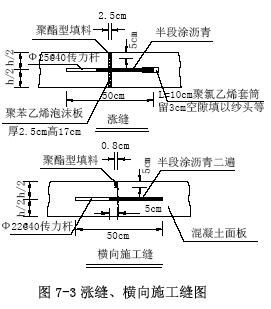 2.5cm
聚酯型填料
半段涂沥青
5cm
h/2
h/2
Φ25@40传力杆
L=10cm聚氯乙烯套筒
留3cm空隙填以纱头等
聚苯乙烯泡沫板
厚2.5cm高17cm
50cm
涨缝
0.8cm
聚酯型填料
半段涂沥青二遍
5cm
h/2
h/2
Φ22@40传力杆
5cm
混凝土面板
50cm
横向施工缝
图 7-3 涨缝、横向施工缝图